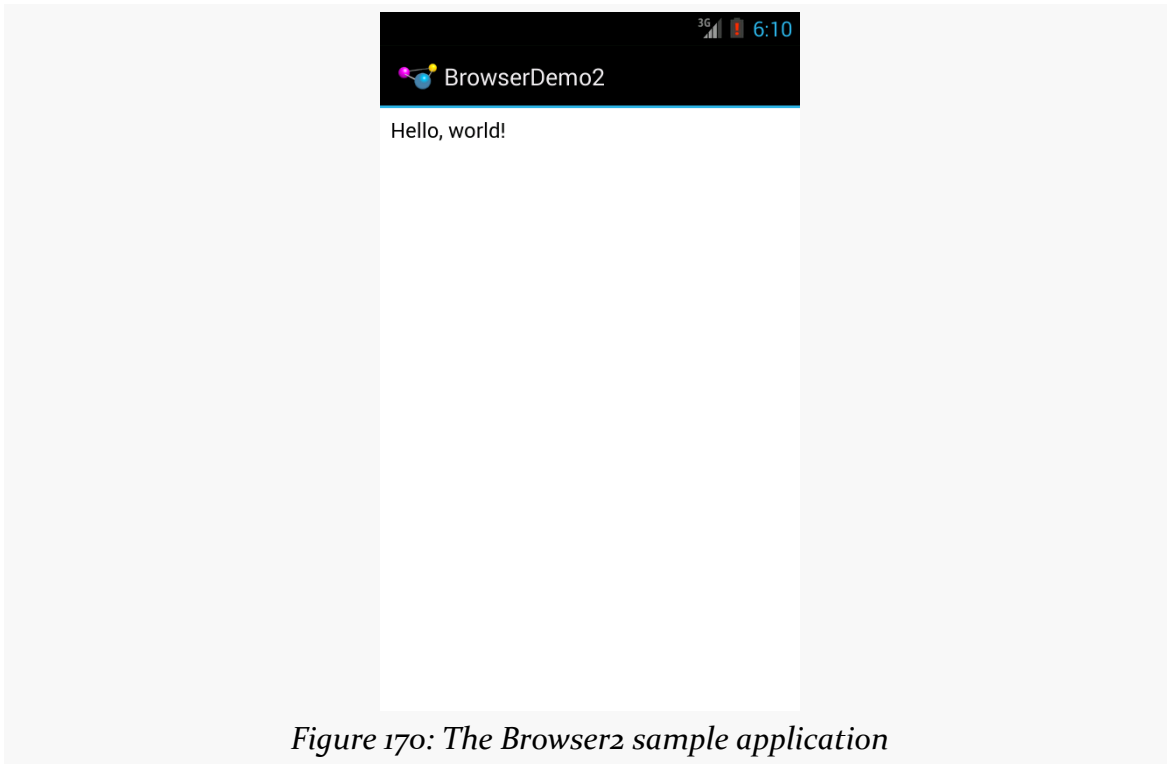 3G 6:10
BrowserDemo2
Hello, world!
Figure 170: The Browser2 sample application